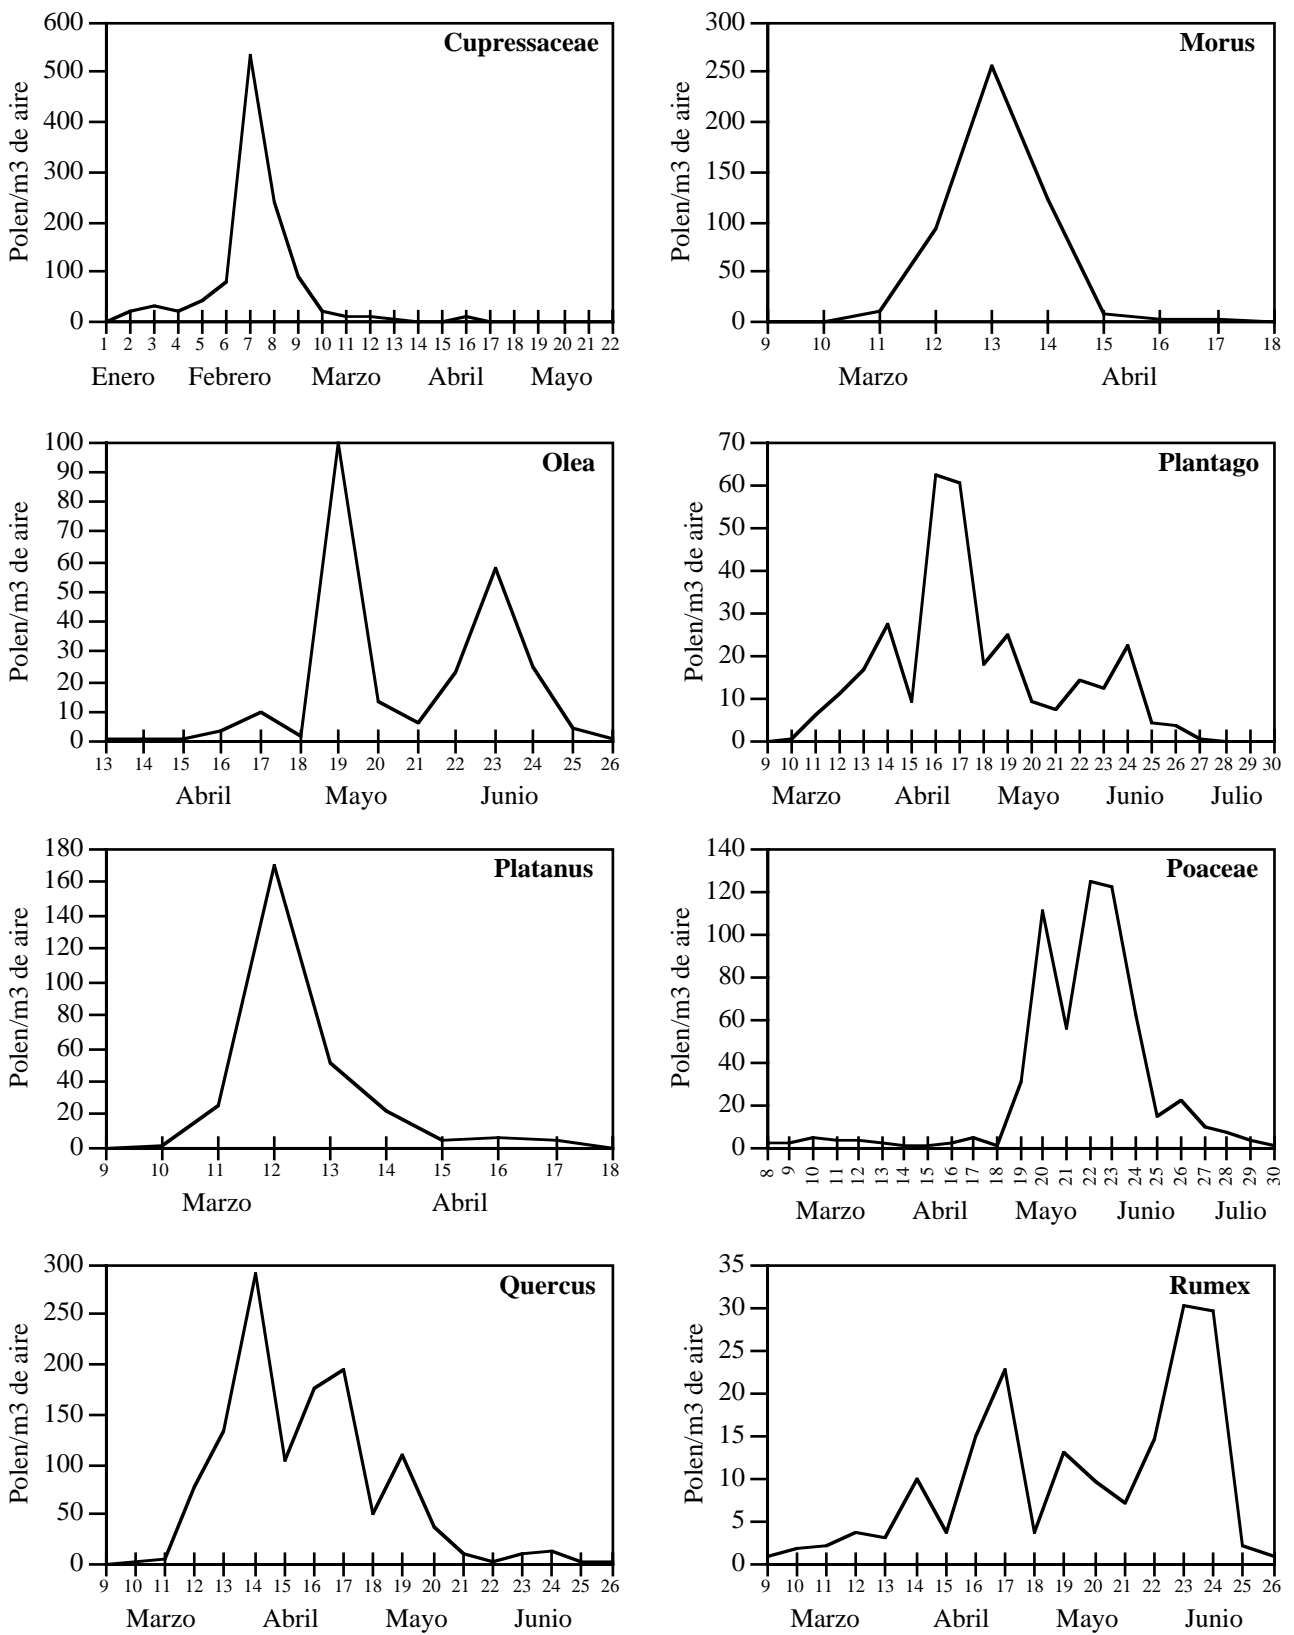 Cupressaceae
Polen/m3 de aire
600
500
400
300
200
100
0
1 2 3 4 5 6 7 8 9 10 11 12 13 14 15 16 17 18 19 20 21 22
Enero Febrero Marzo Abril Mayo
Morus
Polen/m3 de aire
300
250
200
150
100
50
0
9 10 11 12 13 14 15 16 17 18
Marzo Abril
Olea
Polen/m3 de aire
100
90
80
70
60
50
40
30
20
10
0
13 14 15 16 17 18 19 20 21 22 23 24 25 26
Abril Mayo Junio
Plantago
Polen/m3 de aire
70
60
50
40
30
20
10
0
9 10 11 12 13 14 15 16 17 18 19 20 21 22 23 24 25 26 27 28 29 30
Marzo Abril Mayo Junio Julio
Platanus
Polen/m3 de aire
180
160
140
120
100
80
60
40
20
0
9 10 11 12 13 14 15 16 17 18
Marzo Abril
Poaceae
Polen/m3 de aire
140
120
100
80
60
40
20
0
8 9 10 11 12 13 14 15 16 17 18 19 20 21 22 23 24 25 26 27 28 29 30
Marzo Abril Mayo Junio Julio
Quercus
Polen/m3 de aire
300
250
200
150
100
50
0
9 10 11 12 13 14 15 16 17 18 19 20 21 22 23 24 25 26
Marzo Abril Mayo Junio
Rumex
Polen/m3 de aire
35
30
25
20
15
10
5
0
9 10 11 12 13 14 15 16 17 18 19 20 21 22 23 24 25 26
Marzo Abril Mayo Junio